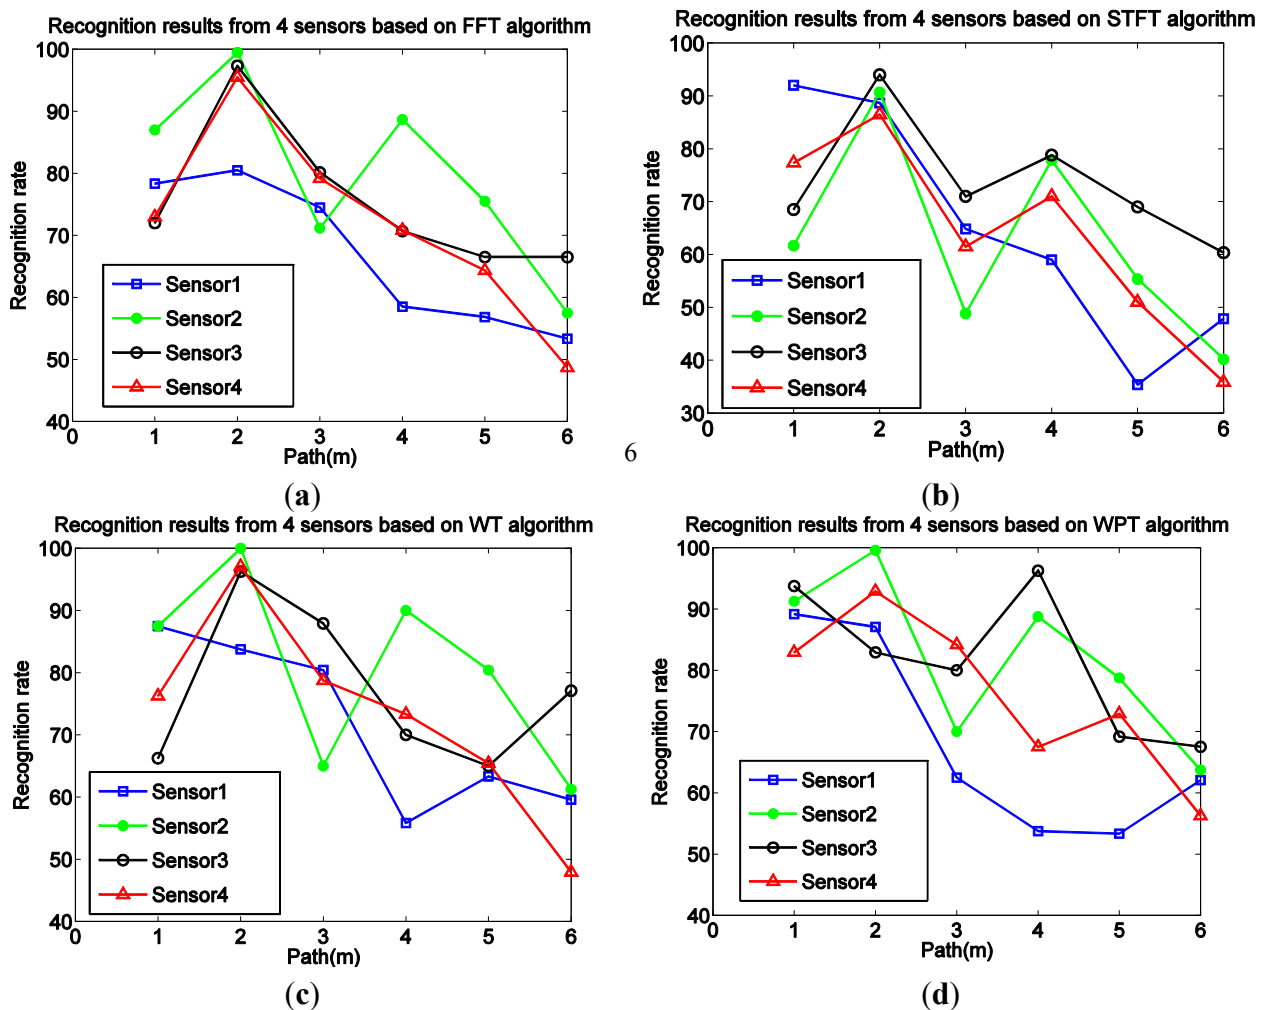 Recognition results from 4 sensors based on FFT algorithm
100
90
80
70
60
50
40
Recognition rate
Sensor1
Sensor2
Sensor3
Sensor4
0 1 2 3 4 5 6
Path(m)
(a)
Recognition results from 4 sensors based on STFT algorithm
100
90
80
70
60
50
40
30
Recognition rate
Sensor1
Sensor2
Sensor3
Sensor4
0 1 2 3 4 5 6
Path(m)
6
(b)
Recognition results from 4 sensors based on WT algorithm
100
90
80
70
60
50
40
Recognition rate
Sensor1
Sensor2
Sensor3
Sensor4
0 1 2 3 4 5 6
Path(m)
(c)
Recognition results from 4 sensors based on WPT algorithm
100
90
80
70
60
50
40
Recognition rate
Sensor1
Sensor2
Sensor3
Sensor4
0 1 2 3 4 5 6
Path(m)
(d)